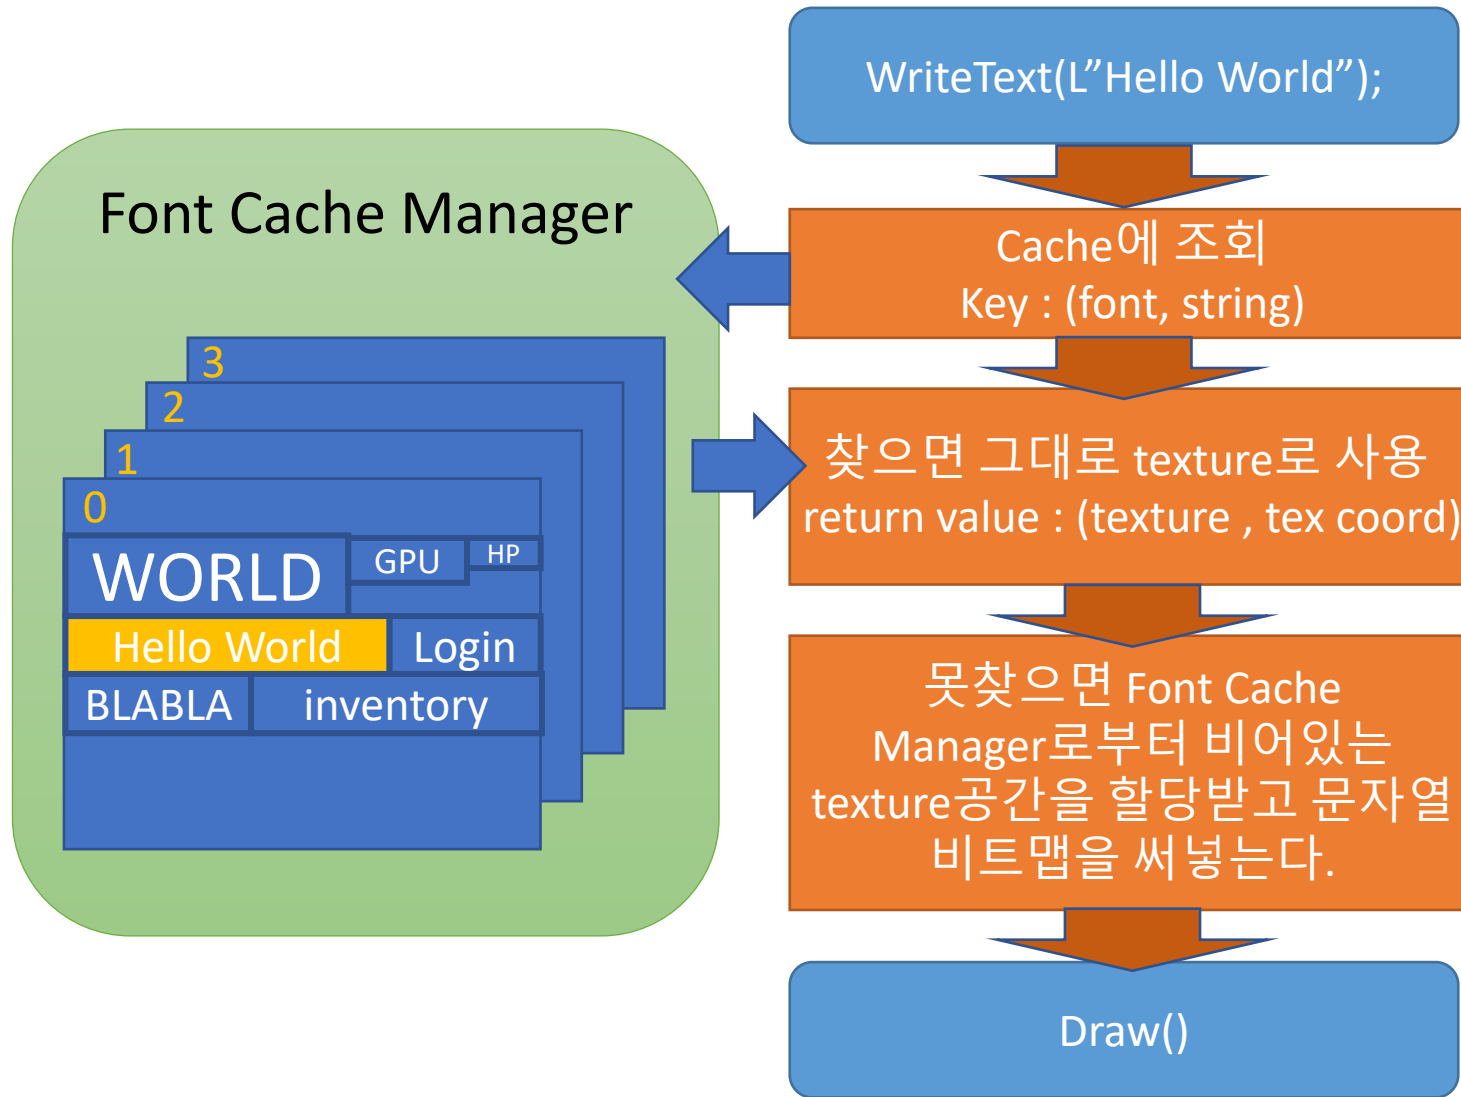 Font Cache Manager
3
2
1
0
WORLD
GPU
HP
Hello World
Login
BLABLA
inventory
WriteText(L”Hello World”);
Cache에 조회
Key : (font, string)
찾으면 그대로 texture로 사용
return value : (texture , tex coord)
못찾으면 Font Cache
Manager로부터 비어있는
texture공간을 할당받고 문자열
비트맵을 써넣는다.
Draw()